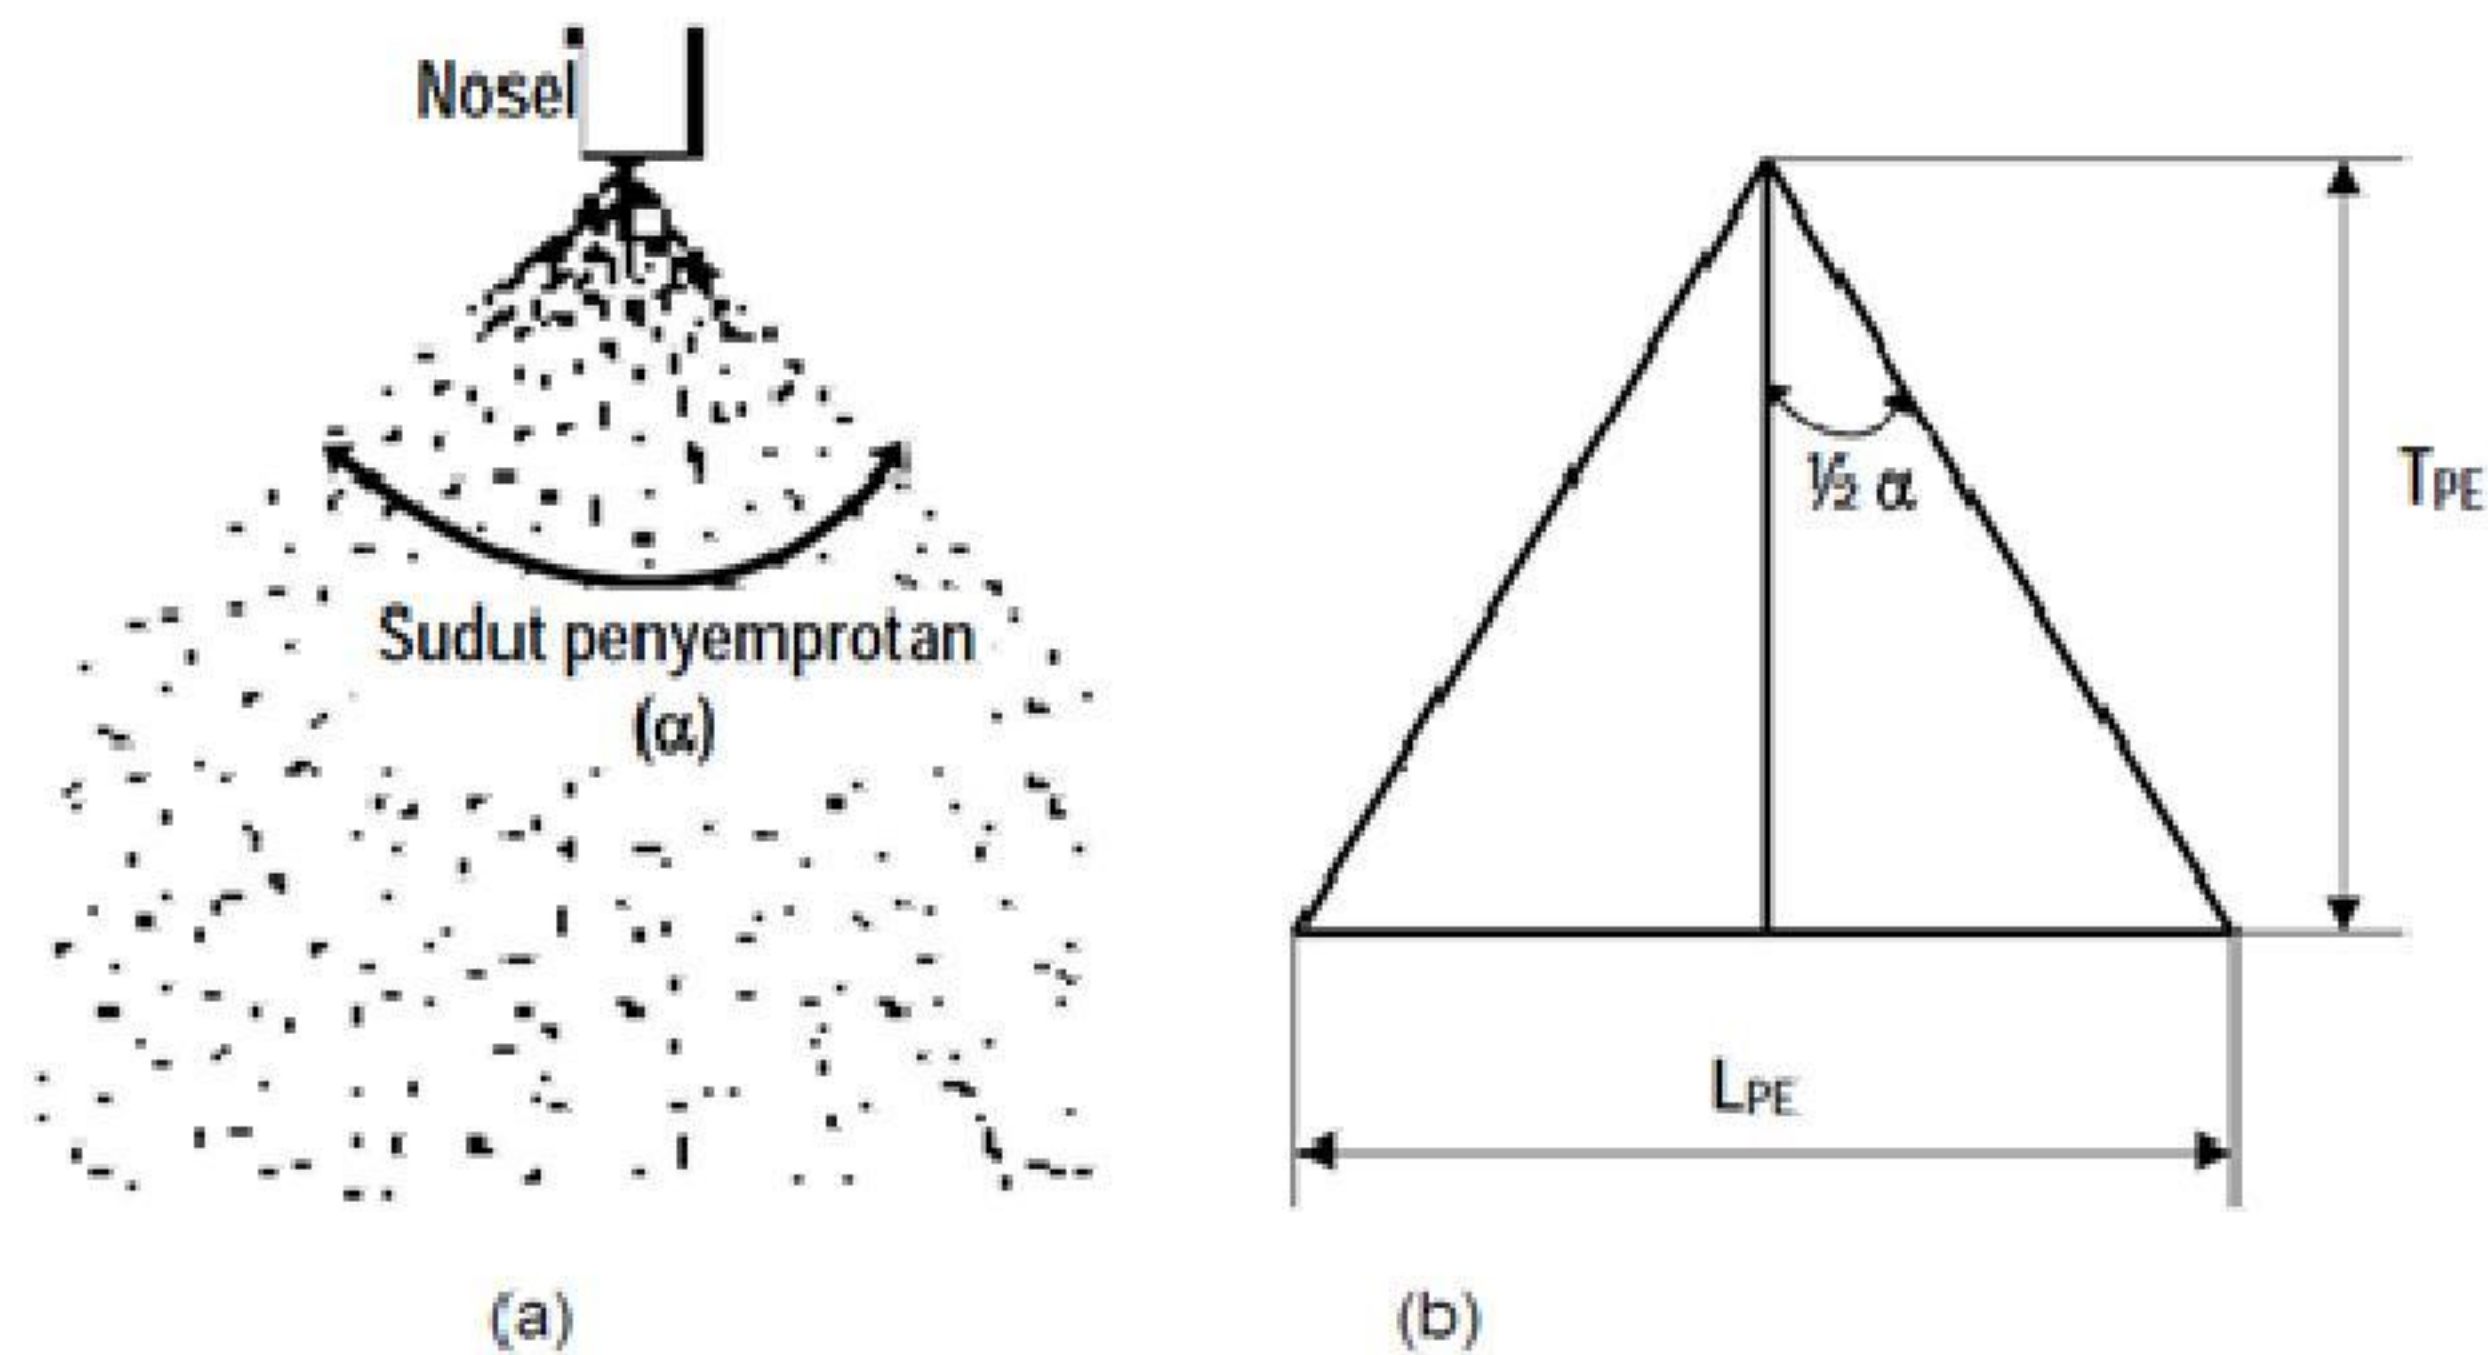 Nosel
Sudut penyemprotan
(α)
½ α
TPE
LPE
(a)
(b)